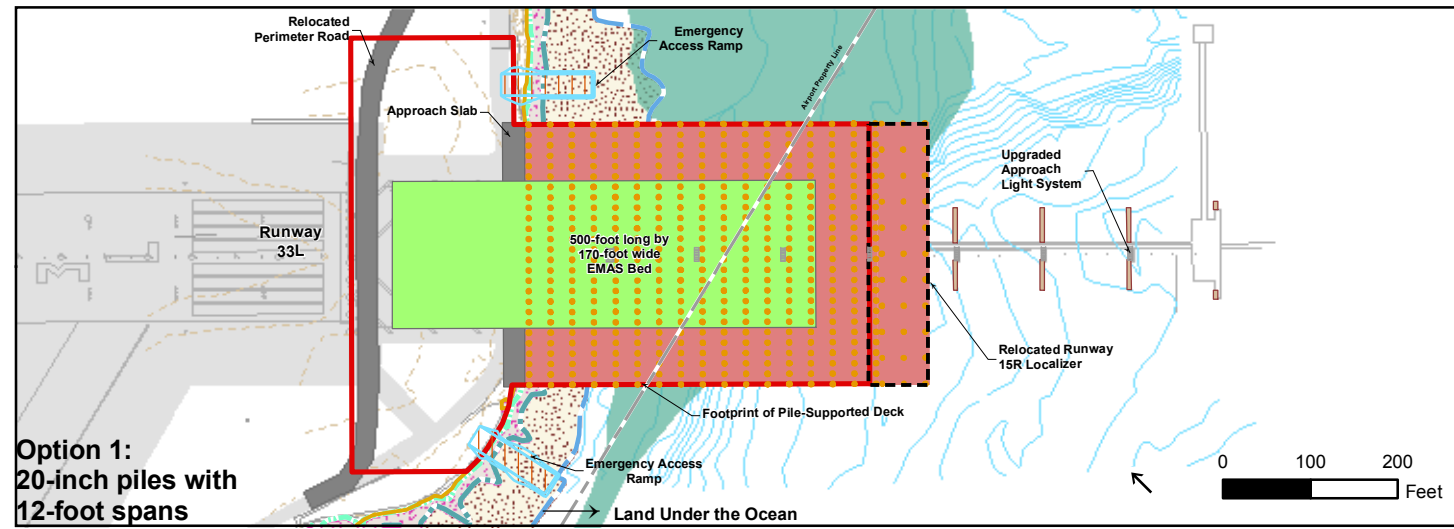 Relocated
Perimeter Road
Emergency
Access Ramp
Airport Property Line
Approach Slab
Upgraded
Approach
Light System
Runway
33L
500-foot long by
170-foot wide
EMAS Bed
Relocated Runway
15R Localizer
Footprint of Pile-Supported Deck
Option 1:
20-inch piles with
12-foot spans
Emergency Access
Ramp
Land Under the Ocean
0 100 200
Feet